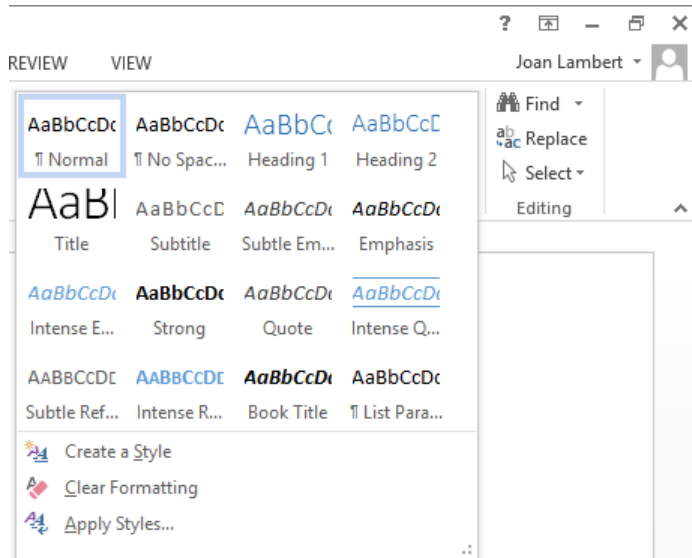 ?
REVIEW VIEW Joan Lambert
AaBbCcDc AaBbCcDc AaBbCc AaBbCcD
¶ Normal ¶ No Spac... Heading 1 Heading 2
AaBl AaBbCcD AaBbCcDc AaBbCcDc
Title Subtitle Subtle Em... Emphasis
AaBbCcDc AaBbCcDc AaBbCcDc AaBbCcDc
Intense E... Strong Quote Intense Q...
AABBCCDD AABBCCDD AaBbCcDc AaBbCcDc
Subtle Ref... Intense R... Book Title ¶ List Para...
Create a Style
Clear Formatting
Apply Styles...
Find
Replace
Select
Editing